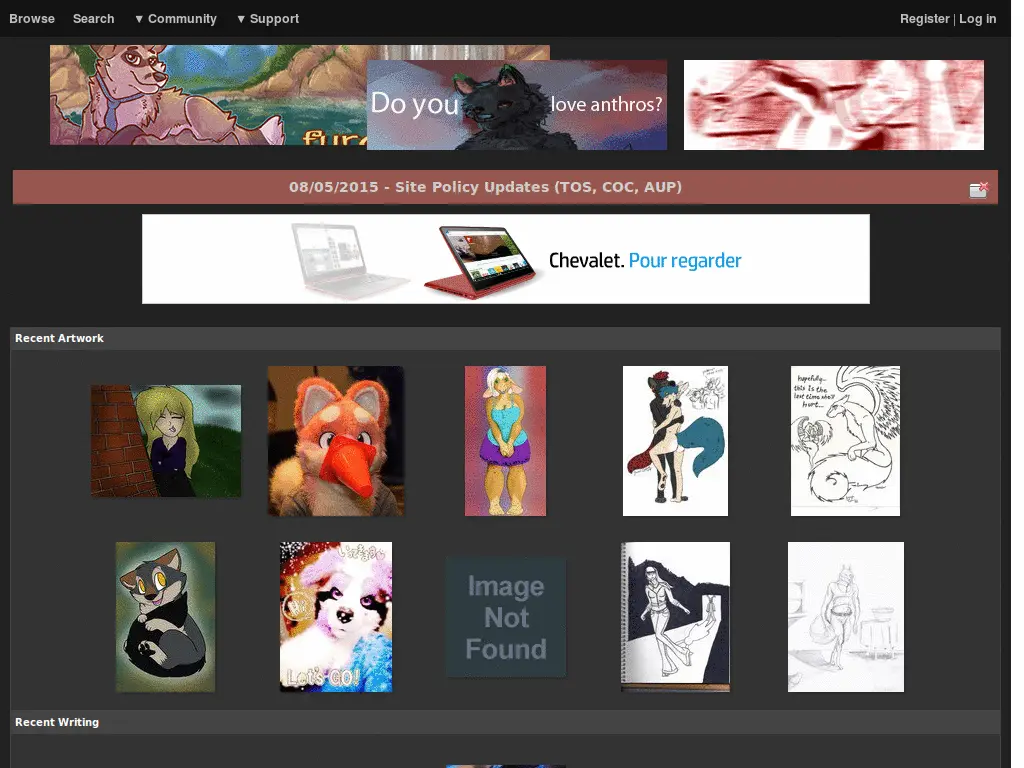 Browse Search ▼ Community ▼ Support Register | Log in
Do you love anthros?
08/05/2015 - Site Policy Updates (TOS, COC, AUP)
Chevalet. Pour regarder
Recent Artwork
hopefully...
this is the
last time she'll
hurt...
Let's GO!
Image
Not
Found
Recent Writing